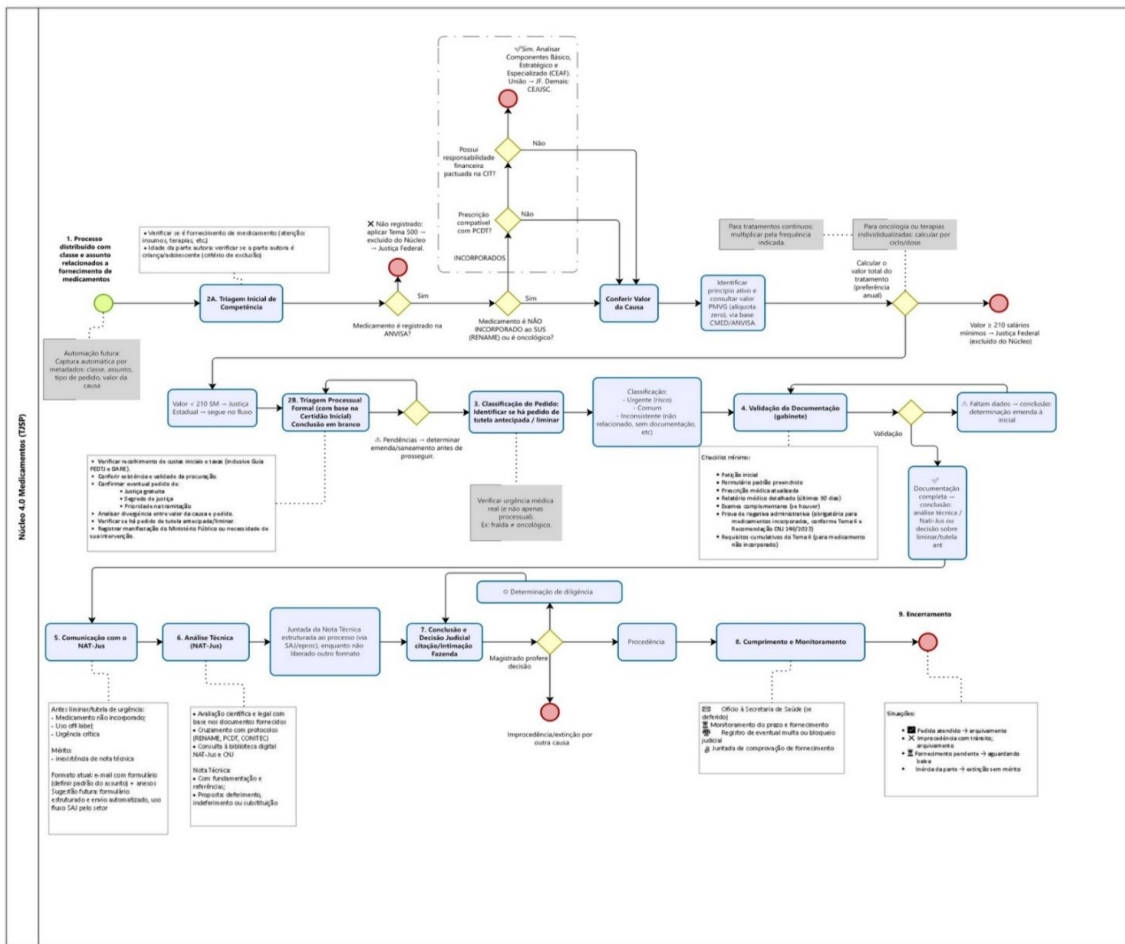 Núcleo 4.0 Medicamentos (TJSP)
1. Processo
distribuído com
classe e assunto
relacionados a
fornecimento de
medicamentos
Automação futura:
Captura automática por
metadados: classe, assunto,
tipo de pedido, valor da
causa
• Verificar se é fornecimento de medicamento (atenção:
insumos, terapias, etc.)
• Idade da parte autora: verificar se a parte autora é
criança/adolescente (critério de exclusão)
2A. Triagem Inicial de
Competência
❌ Não registrado:
aplicar Tema 500 →
excluído do Núcleo
→ Justiça Federal.
Sim
Medicamento é registrado na
ANVISA?
✅Sim. Analisar
Componentes Básico,
Estratégico e
Especializado (CEAF).
União → JF. Demais:
CEJUSC.
Possui
responsabilidade
financeira
pactuada na CIT?
Não
Prescrição
compatível
com PCDT?
Não
INCORPORADOS
Sim
Medicamento é NÃO
INCORPORADO ao SUS
(RENAME) ou é oncológico?
Conferir Valor
da Causa
Para tratamentos contínuos:
multiplicar pela frequência
indicada.
Para oncologia ou terapias
individualizadas: calcular por
ciclo/dose
Identificar
princípio ativo e
consultar valor
PMVG (alíquota
zero), via base
CMED/ANVISA.
Calcular o
valor total do
tratamento
(preferência
anual)
Valor ≥ 210 salários
mínimos → Justiça Federal
(excluído do Núcleo)
Valor < 210 SM → Justiça
Estadual → segue no fluxo
2B. Triagem Processual
Formal (com base na
Certidão Inicial)
Conclusão em branco
⚠ Pendências → determinar
emenda/saneamento antes de
prosseguir.
• Verificar recolhimento de custas iniciais e taxas (inclusive Guia
FEDTJ e DARE).
• Conferir existência e validade da procuração.
• Confirmar eventual pedido de:
• Justiça gratuita
• Segredo de justiça
• Prioridade na tramitação
• Analisar divergência entre valor da causa e pedido.
• Verificar se há pedido de tutela antecipada/liminar.
• Registrar manifestação do Ministério Público ou necessidade de
sua intervenção.
3. Classificação do Pedido:
Identificar se há pedido de
tutela antecipada / liminar
Verificar urgência médica
real (e não apenas
processual).
Ex: fralda ≠ oncológico.
Classificação:
- Urgente (risco)
- Comum
- Inconsistente (não
relacionado, sem documentação,
etc)
4. Validação da Documentação
(gabinete)
Validação
⚠ Faltam dados → conclusão:
determinação emenda à
inicial
Checklist mínimo:
• Petição inicial
• Formulário padrão preenchido
• Prescrição médica atualizada
• Relatório médico detalhado (últimos 90 dias)
• Exames complementares (se houver)
• Prova de negativa administrativa (obrigatória para
medicamentos incorporados, conforme Tema 6 e
Recomendação CNJ 146/2023)
• Requisitos cumulativos do Tema 6 (para medicamento
não incorporado)
✅
Documentação
completa →
conclusão:
análise técnica /
Nati-Jus ou
decisão sobre
liminar/tutela
ant
5. Comunicação com o
NAT-Jus
6. Análise Técnica
(NAT-Jus)
Juntada da Nota Técnica
estruturada ao processo (via
SAJ/eproc), enquanto não
liberado outro formato
7. Conclusão e
Decisão Judicial
citação/intimação
Fazenda
Determinação de diligência
Magistrado profere
decisão
Improcedência/extinção por
outra causa
Procedência
8. Cumprimento e Monitoramento
9. Encerramento
Antes liminar/tutela de urgência:
- Medicamento não incorporado;
- Uso off-label;
- Urgência crítica
Mérito:
- inexistência de nota técnica
Formato atual: e-mail com formulário
(definir padrão do assunto) + anexos
Sugestão futura: formulário
estruturado e envio automatizado, uso
fluxo SAJ pelo setor
• Avaliação científica e legal com
base nos documentos fornecidos
• Cruzamento com protocolos
(RENAME, PCDT, CONITEC)
• Consulta à biblioteca digital
NAT-Jus e CNJ
Nota Técnica:
• Com fundamentação e
referências;
• Proposta: deferimento,
indeferimento ou substituição
Ofício à Secretaria de Saúde (se
deferido)
Monitoramento do prazo e fornecimento
Registro de eventual multa ou bloqueio
judicial
Juntada de comprovação de fornecimento
Situações:
• Pedido atendido → arquivamento
• ❌ Improcedência com trânsito:
arquivamento
• ⌛ Fornecimento pendente → aguardando
baixa
Inércia da parte → extinção sem mérito